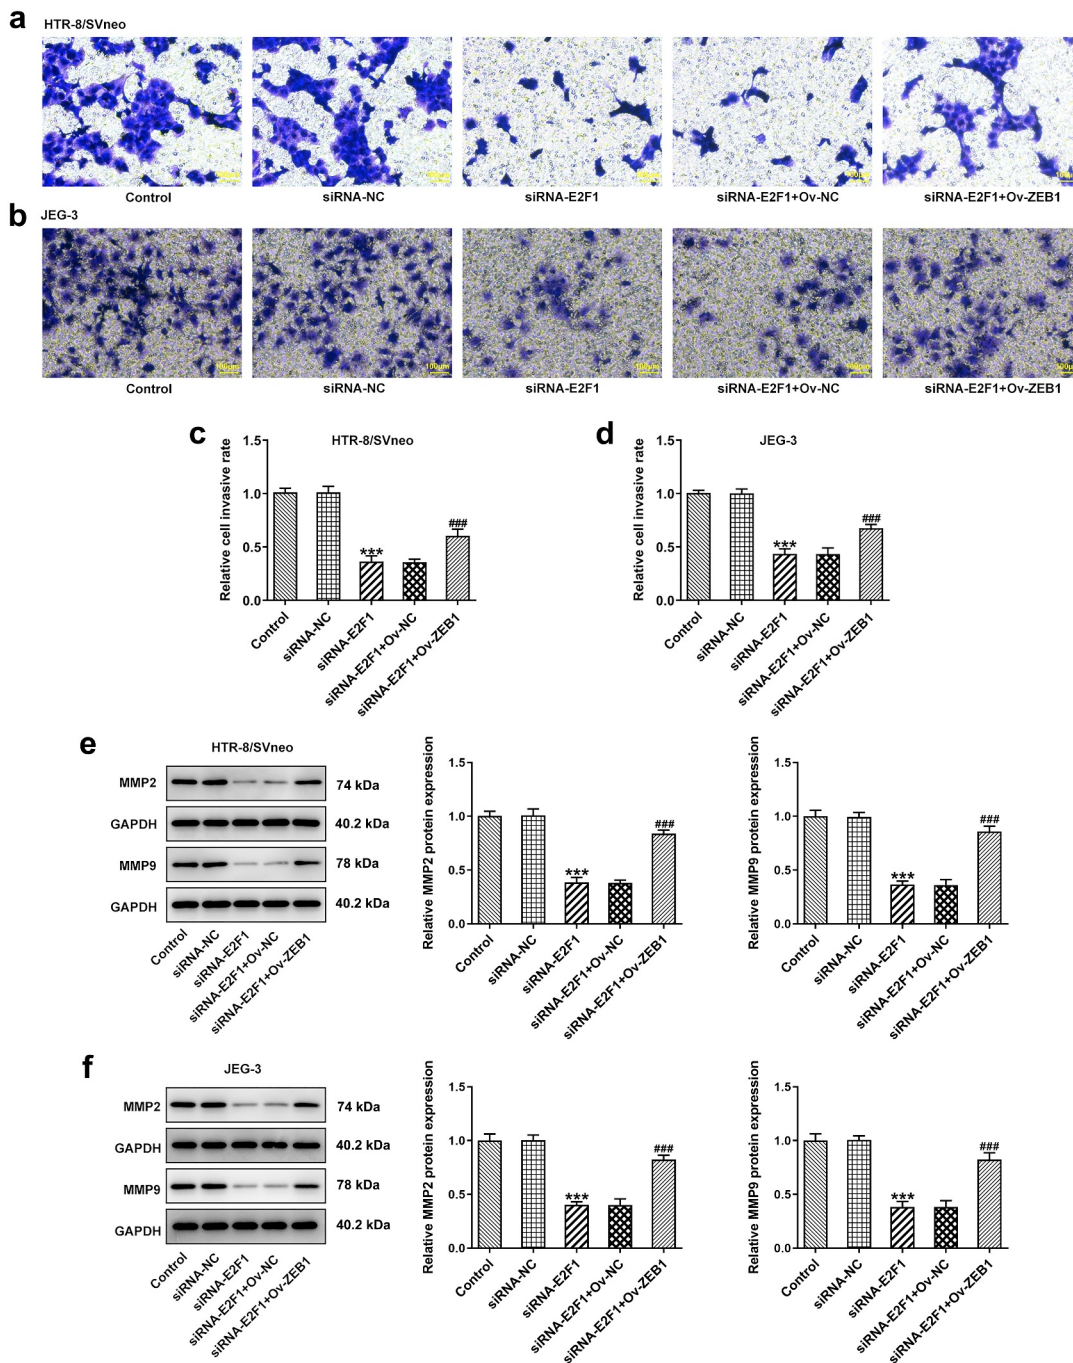 a
HTR-8/SVneo
100μm
100μm
100μm
100μm
100μm
Control
siRNA-NC
siRNA-E2F1
siRNA-E2F1+Ov-NC
siRNA-E2F1+Ov-ZEB1
b
JEG-3
100μm
100μm
100μm
100μm
100μm
Control
siRNA-NC
siRNA-E2F1
siRNA-E2F1+Ov-NC
siRNA-E2F1+Ov-ZEB1
c
HTR-8/SVneo
Relative cell invasive rate
1.5
1.0
0.5
0.0
***
###
Control
siRNA-NC
siRNA-E2F1
siRNA-E2F1+Ov-NC
siRNA-E2F1+Ov-ZEB1
d
JEG-3
Relative cell invasive rate
1.5
1.0
0.5
0.0
***
###
Control
siRNA-NC
siRNA-E2F1
siRNA-E2F1+Ov-NC
siRNA-E2F1+Ov-ZEB1
e
HTR-8/SVneo
MMP2
74 kDa
GAPDH
40.2 kDa
MMP9
78 kDa
GAPDH
40.2 kDa
Control
siRNA-NC
siRNA-E2F1
siRNA-E2F1+Ov-NC
siRNA-E2F1+Ov-ZEB1
Relative MMP2 protein expression
1.5
1.0
0.5
0.0
***
###
Control
siRNA-NC
siRNA-E2F1
siRNA-E2F1+Ov-NC
siRNA-E2F1+Ov-ZEB1
Relative MMP9 protein expression
1.5
1.0
0.5
0.0
***
###
Control
siRNA-NC
siRNA-E2F1
siRNA-E2F1+Ov-NC
siRNA-E2F1+Ov-ZEB1
f
JEG-3
MMP2
74 kDa
GAPDH
40.2 kDa
MMP9
78 kDa
GAPDH
40.2 kDa
Control
siRNA-NC
siRNA-E2F1
siRNA-E2F1+Ov-NC
siRNA-E2F1+Ov-ZEB1
Relative MMP2 protein expression
1.5
1.0
0.5
0.0
***
###
Control
siRNA-NC
siRNA-E2F1
siRNA-E2F1+Ov-NC
siRNA-E2F1+Ov-ZEB1
Relative MMP9 protein expression
1.5
1.0
0.5
0.0
***
###
Control
siRNA-NC
siRNA-E2F1
siRNA-E2F1+Ov-NC
siRNA-E2F1+Ov-ZEB1